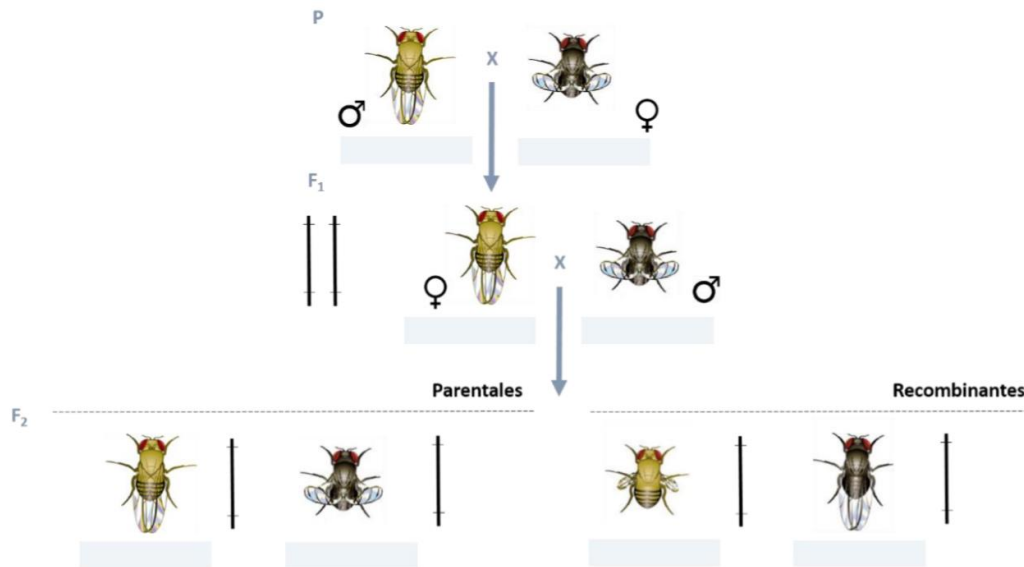 P
X
♂
♀
F₁
X
♀
♂
Parentales
Recombinantes
F₂